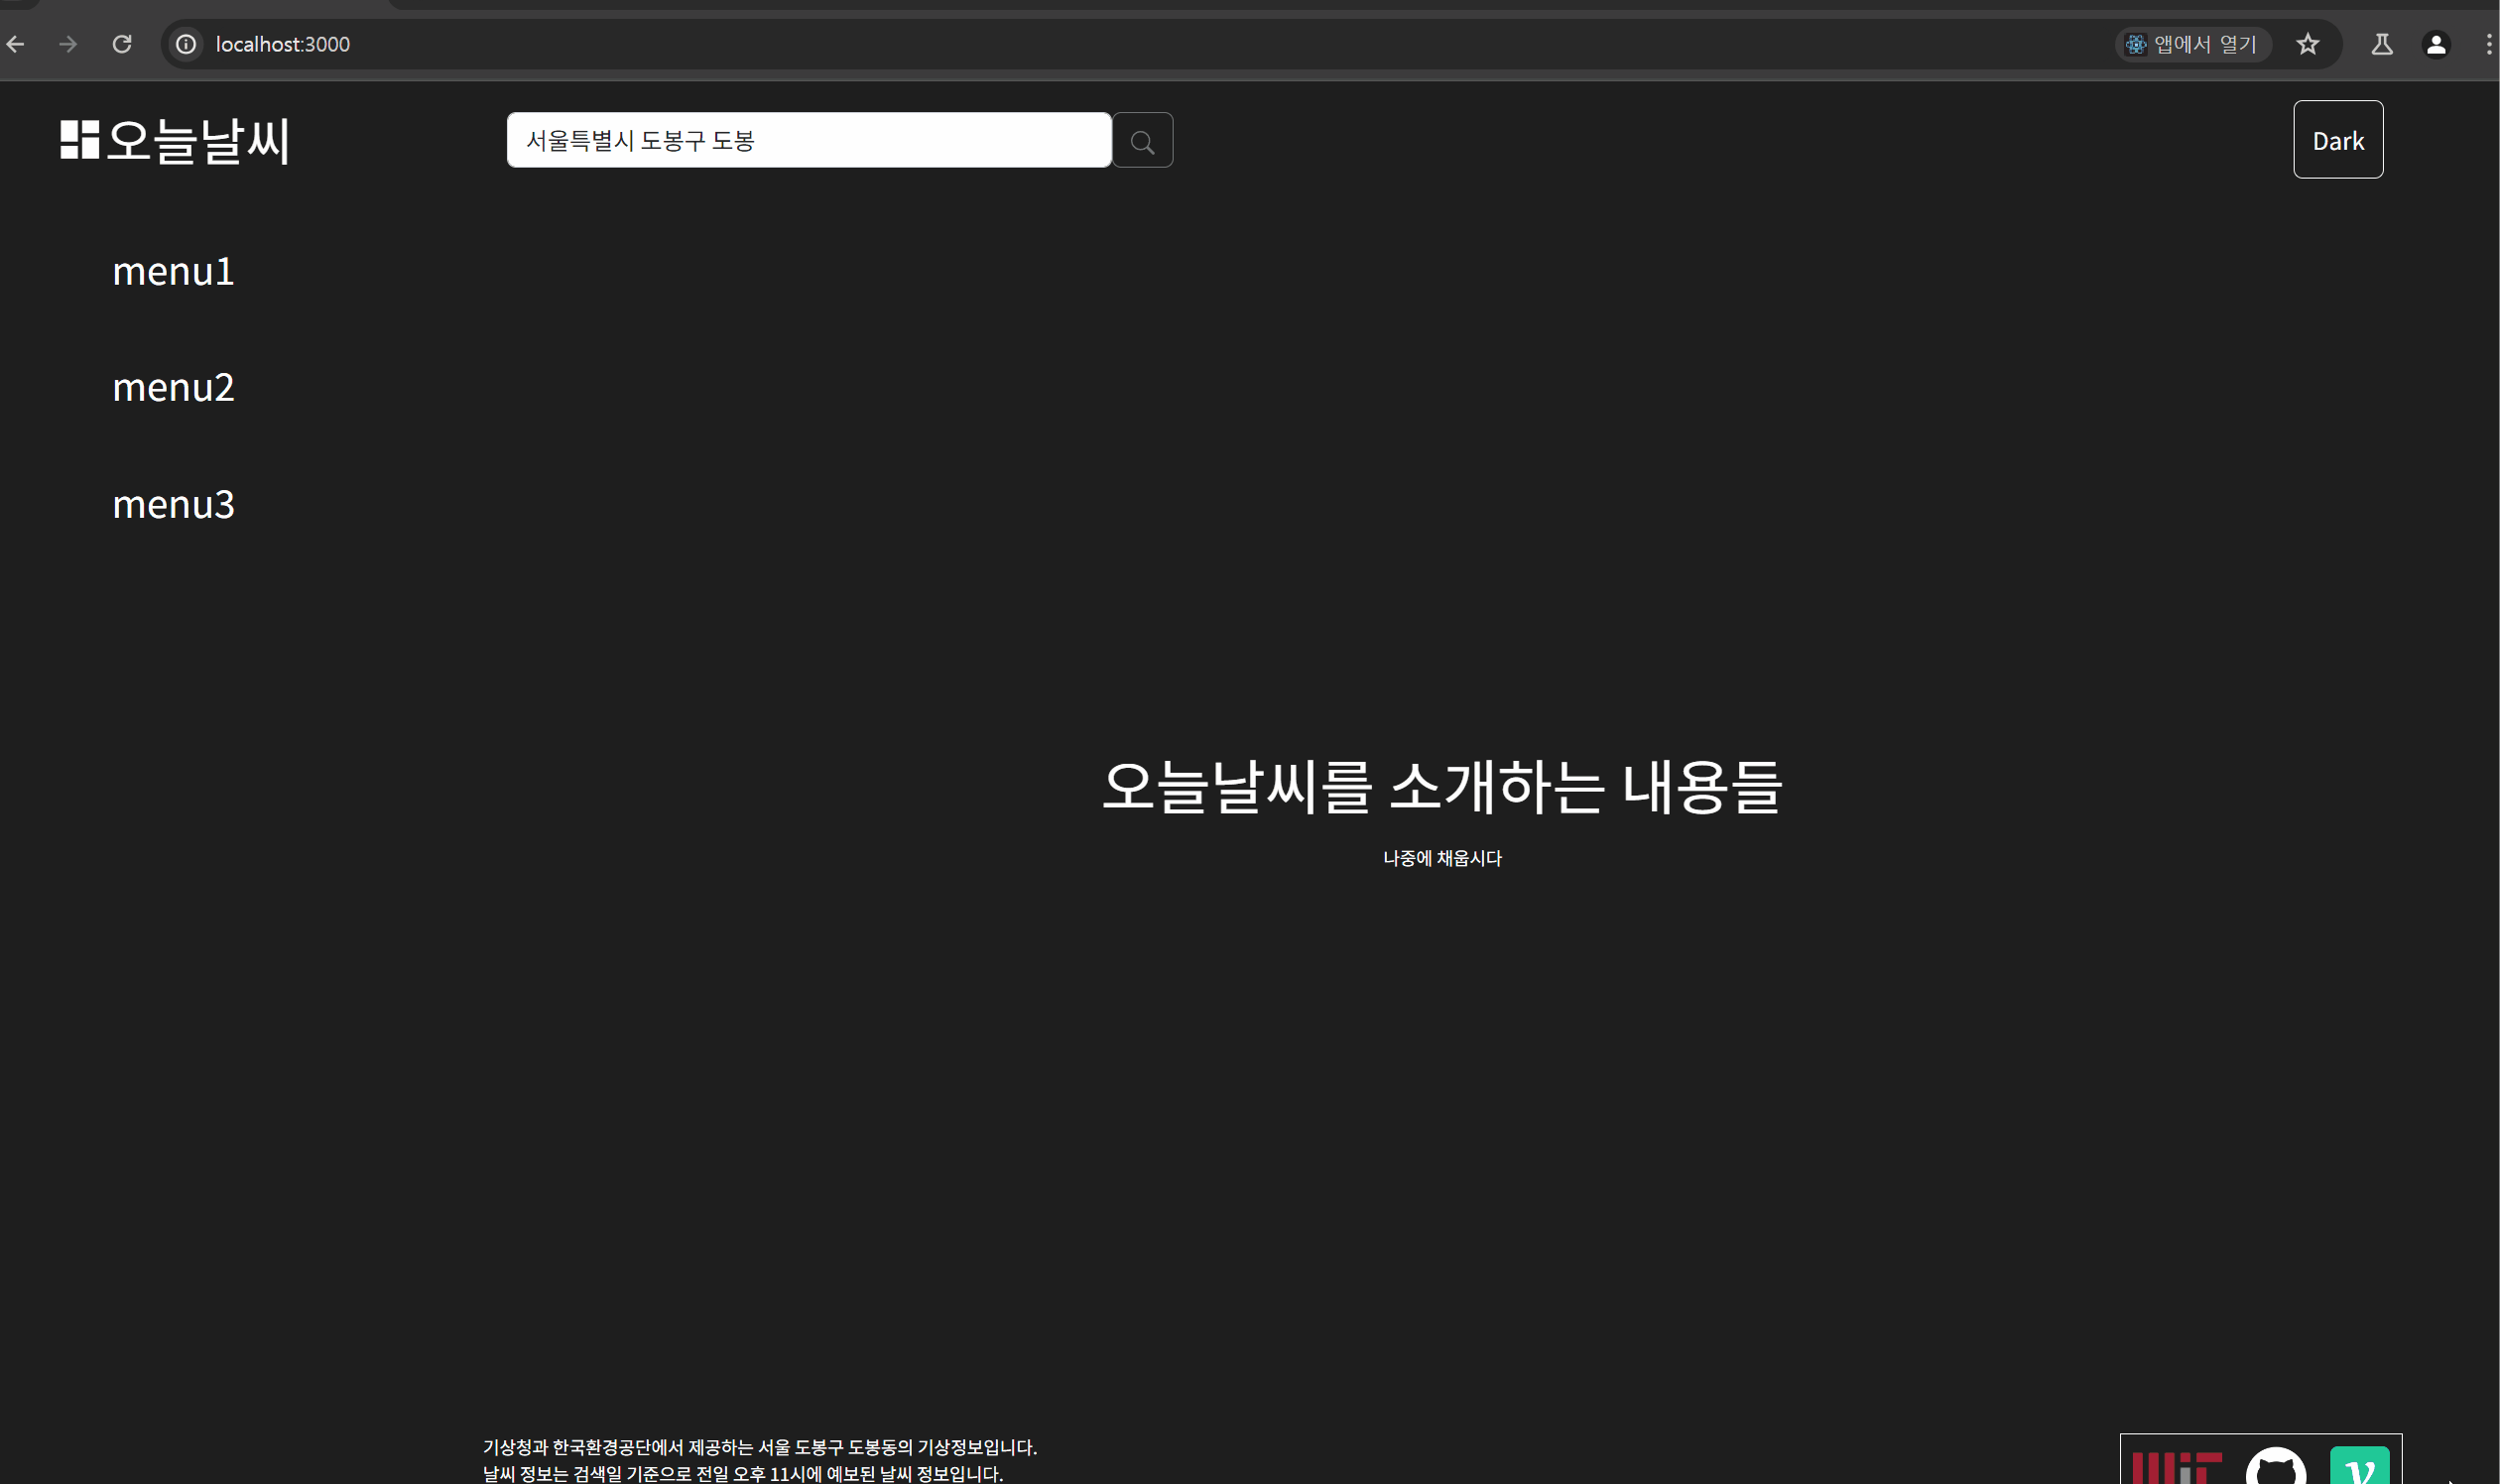 localhost:3000
앱에서 열기
오늘날씨
서울특별시 도봉구 도봉
Dark
menu1
menu2
menu3
오늘날씨를 소개하는 내용들
나중에 채웁시다
기상청과 한국환경공단에서 제공하는 서울 도봉구 도봉동의 기상정보입니다.
날씨 정보는 검색일 기준으로 전일 오후 11시에 예보된 날씨 정보입니다.